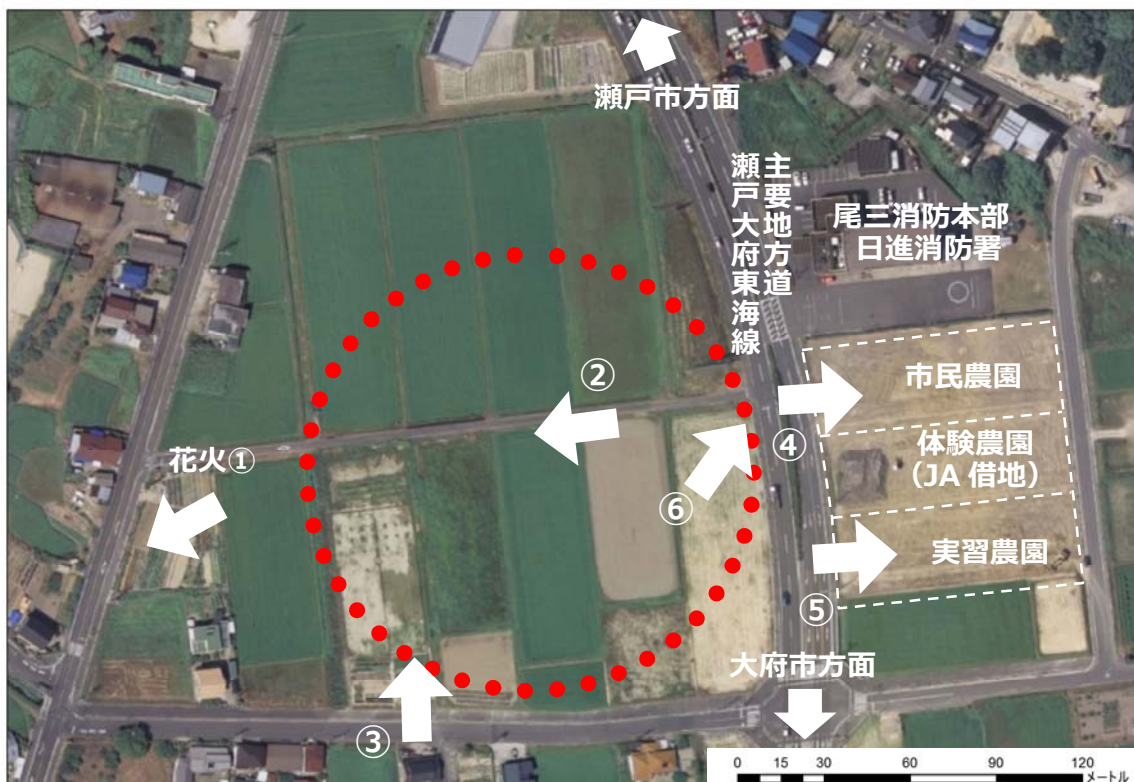 瀬戸市方面
主要地方道
瀬戸大府東海線
尾三消防本部
日進消防署
市民農園
②
④
体験農園
（JA 借地）
花火①
⑥
実習農園
⑤
大府市方面
③
0 15 30 60 90 120
メートル